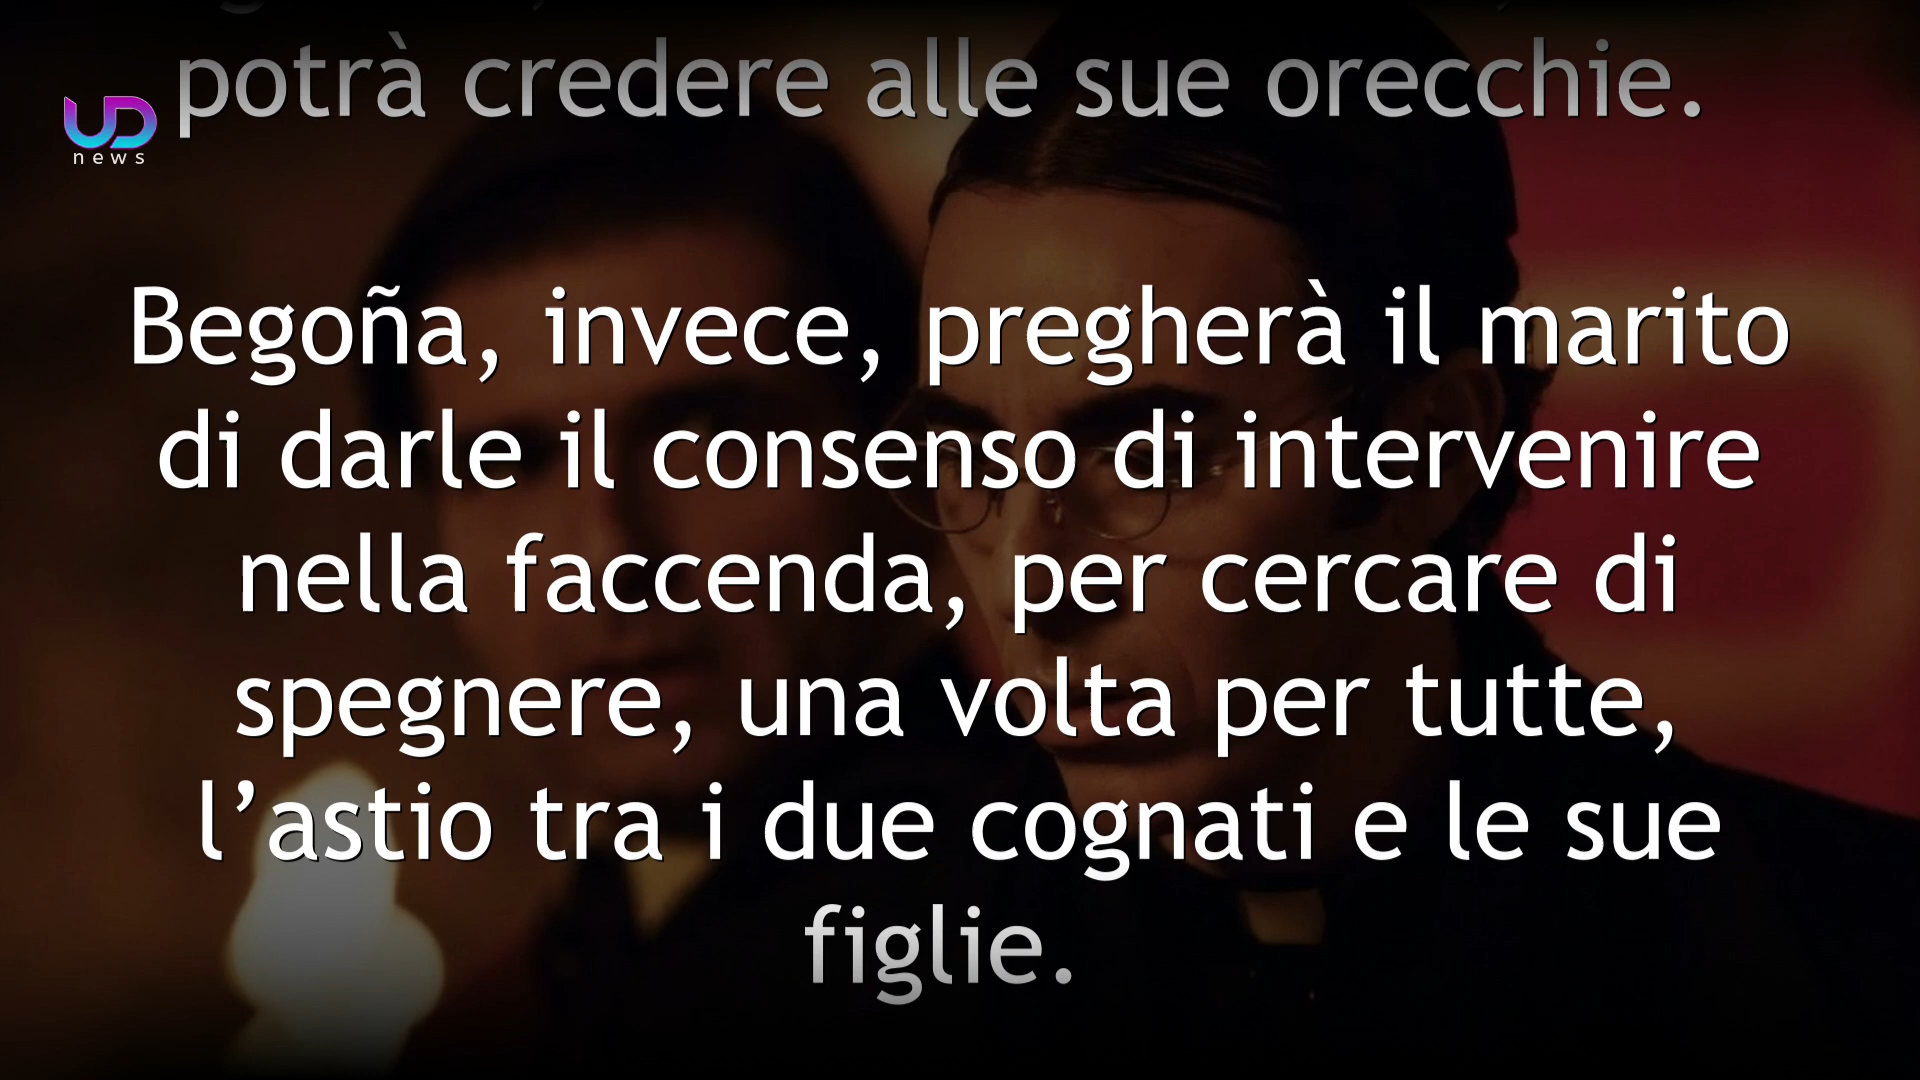 potrà credere alle sue orecchie.
UD
news
Begoña, invece, pregherà il marito
di darle il consenso di intervenire
nella faccenda, per cercare di
spegnere, una volta per tutte,
l’astio tra i due cognati e le sue
figlie.